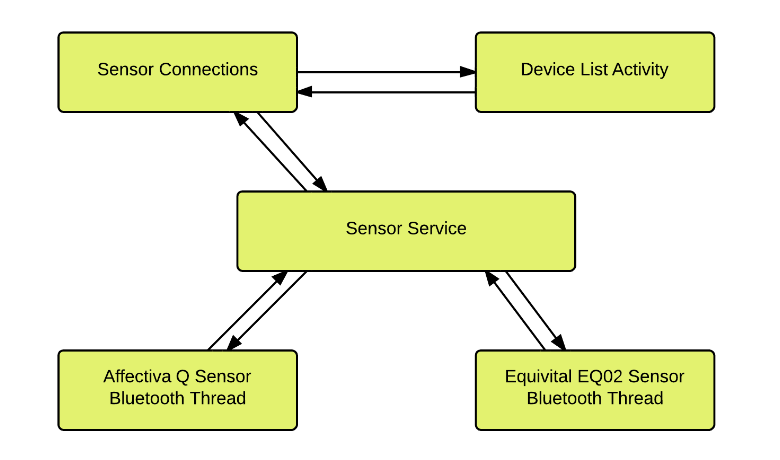 Sensor Connections
Device List Activity
Sensor Service
Affectiva Q Sensor
Bluetooth Thread
Equivital EQ02 Sensor
Bluetooth Thread